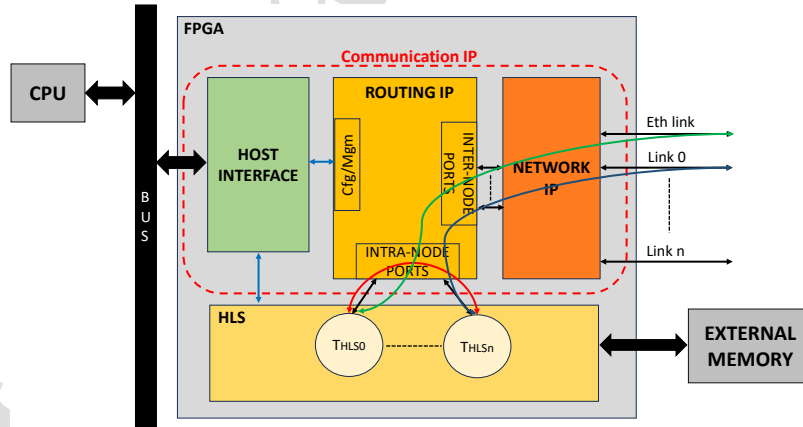 FPGA
Communication IP
CPU
ROUTING IP
HOST
INTERFACE
Cfg/Mgm
INTER-NODE
PORTS
NETWORK
IP
Eth link
Link 0
Link n
BUS
INTRA-NODE
PORTS
HLS
THLS0
THLSn
EXTERNAL
MEMORY